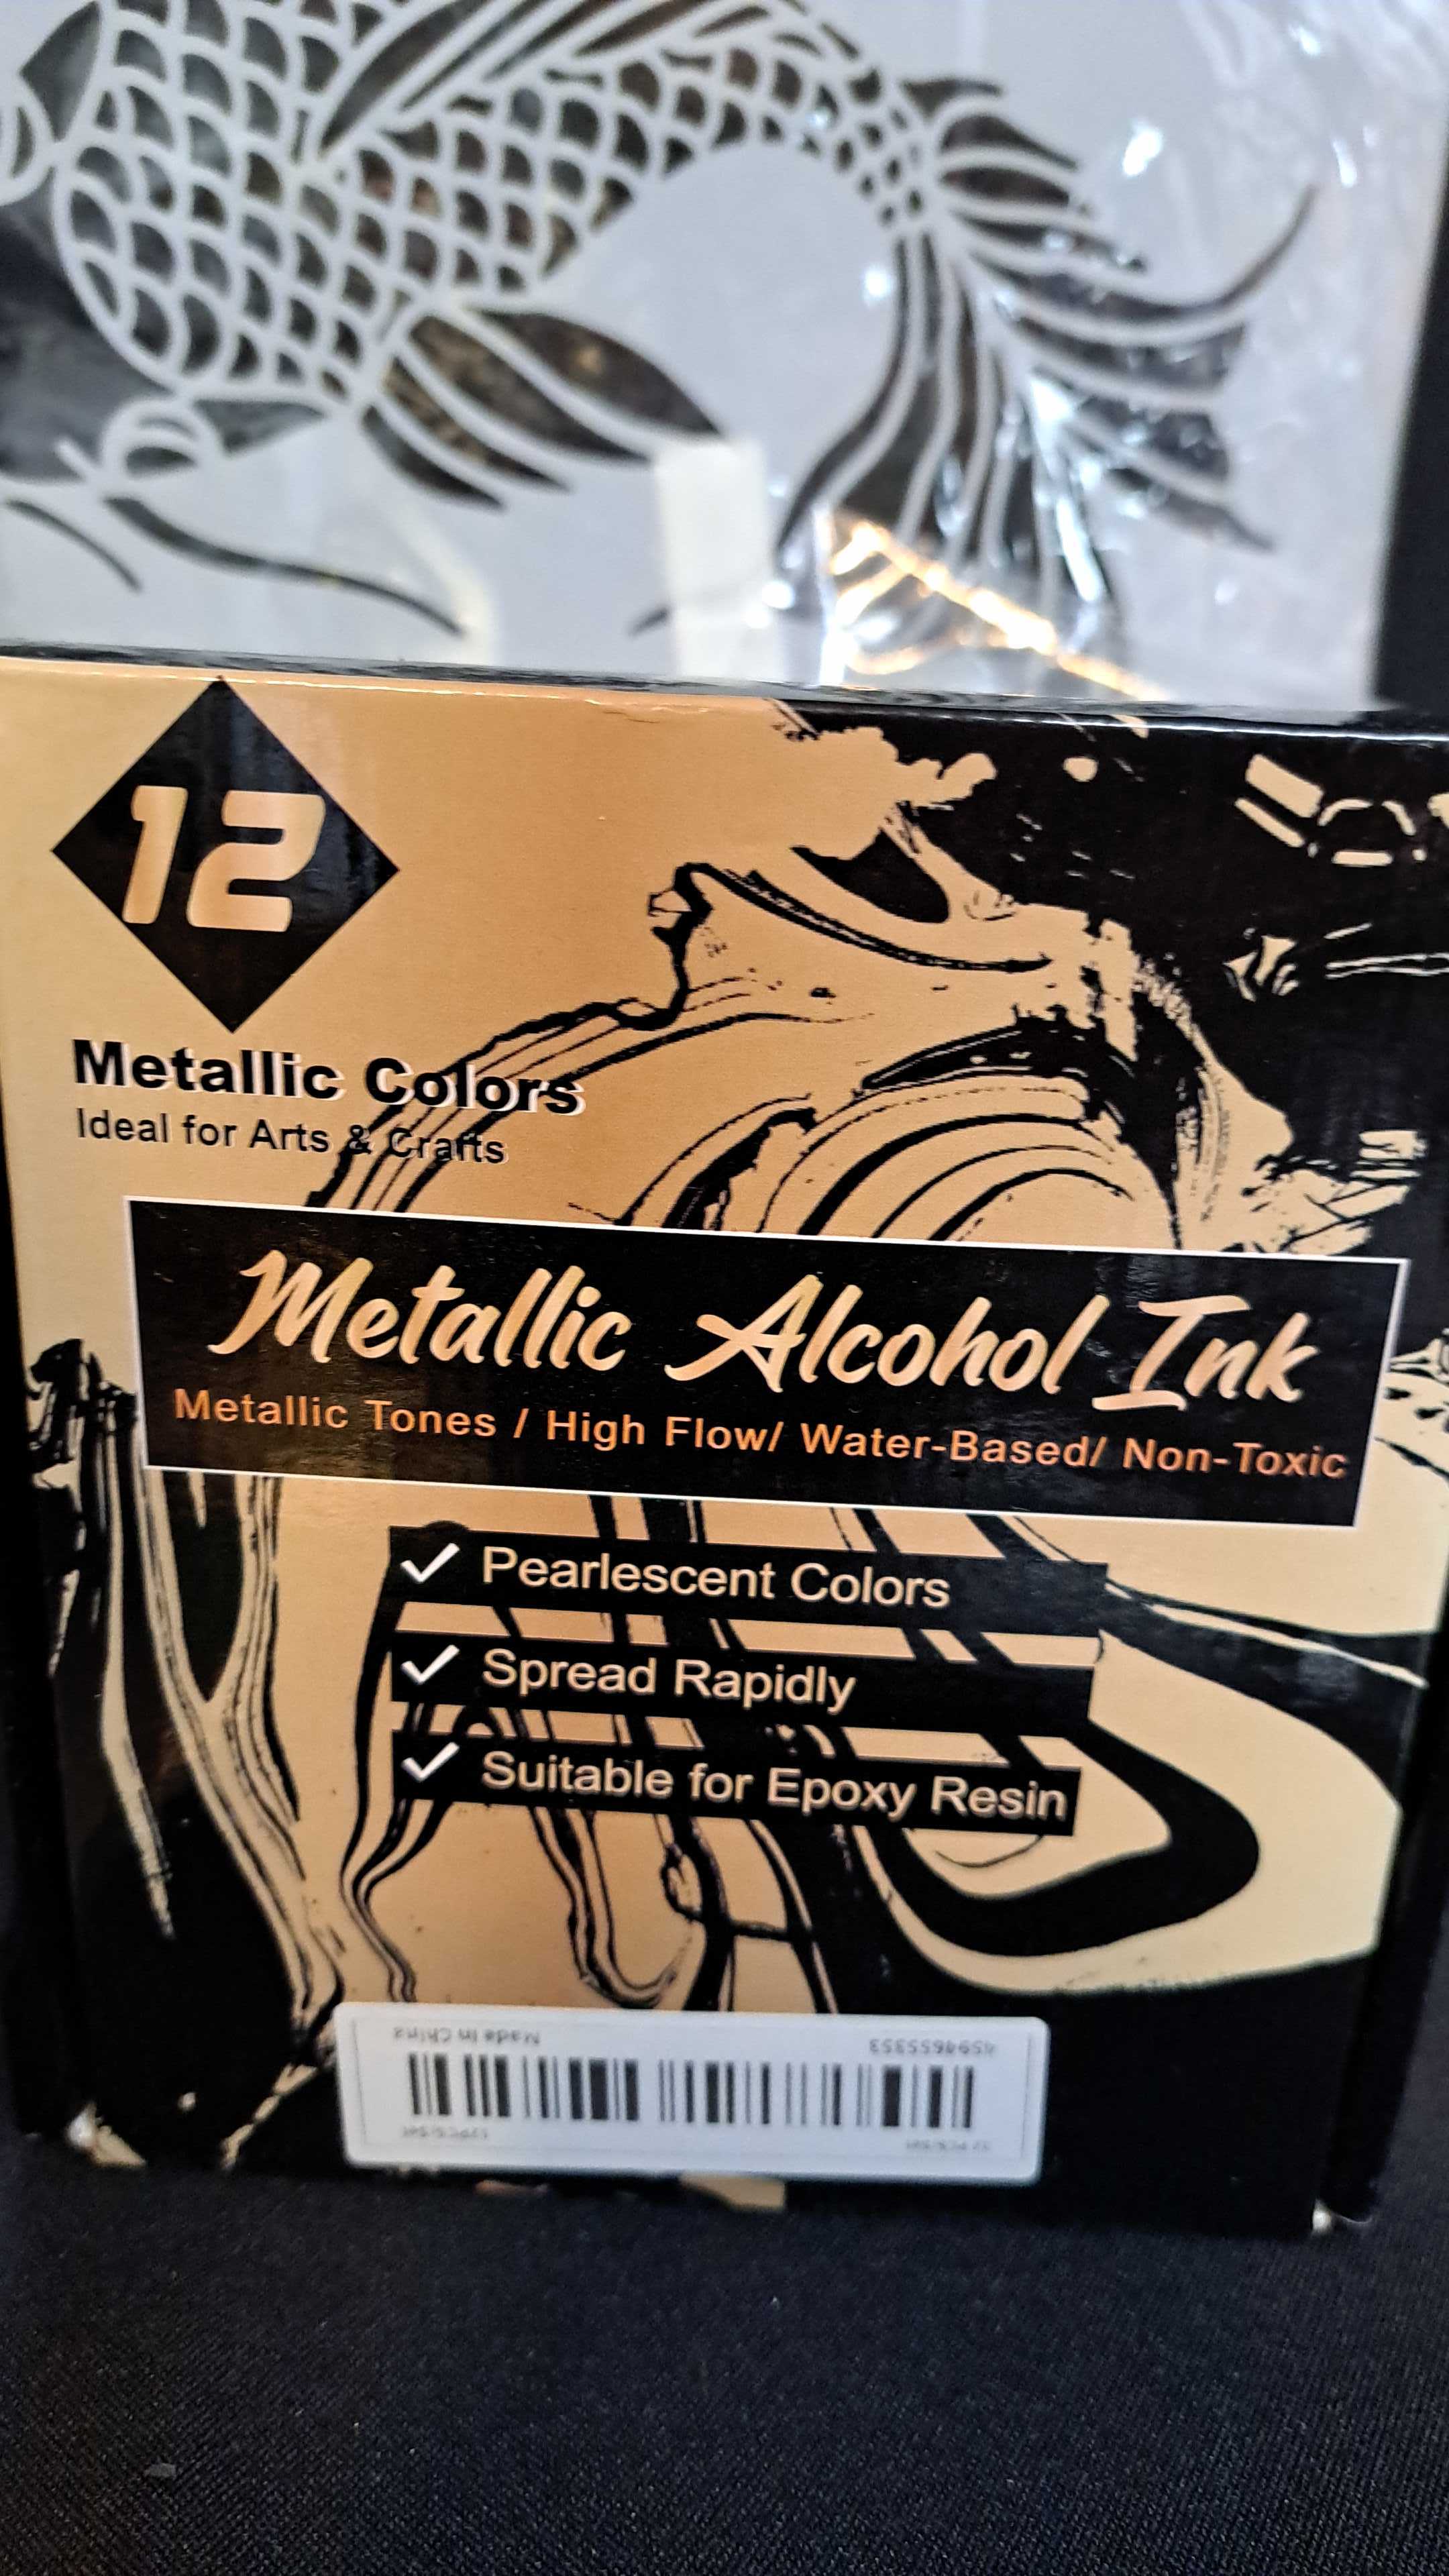 12
Metallic Colors
Ideal for Arts & Crafts
Metallic Alcohol Ink
Metallic Tones / High Flow/ Water-Based/ Non-Toxic
Pearlescent Colors
Spread Rapidly
Suitable for Epoxy Resin
Made In China
4594655353